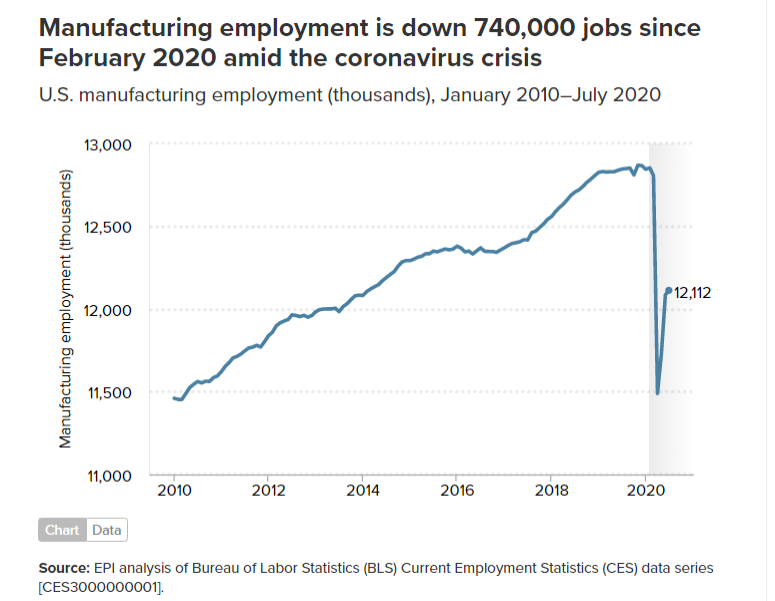 Manufacturing employment is down 740,000 jobs since
February 2020 amid the coronavirus crisis
U.S. manufacturing employment (thousands), January 2010–July 2020
Manufacturing employment (thousands)
13,000
12,500
12,000
11,500
11,000
12,112
2010 2012 2014 2016 2018 2020
Chart Data
Source: EPI analysis of Bureau of Labor Statistics (BLS) Current Employment Statistics (CES) data series
[CES3000000001].